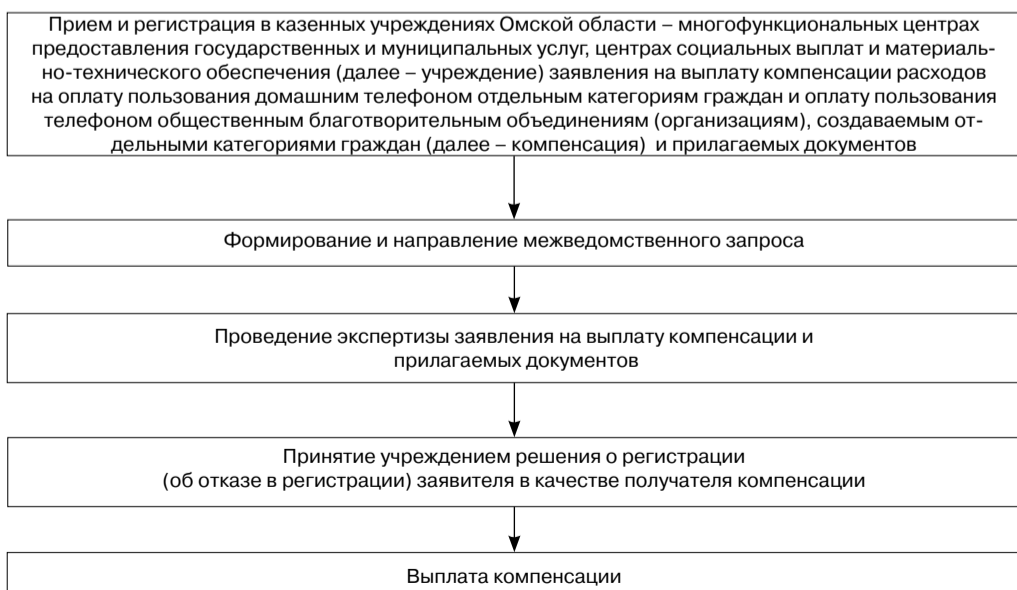 Прием и регистрация в казенных учреждениях Омской области – многофункциональных центрах
предоставления государственных и муниципальных услуг, центрах социальных выплат и материаль-
но-технического обеспечения (далее – учреждение) заявления на выплату компенсации расходов
на оплату пользования домашним телефоном отдельным категориям граждан и оплату пользования
телефоном общественным благотворительным объединениям (организациям), создаваемым от-
дельными категориями граждан (далее – компенсация) и прилагаемых документов
Формирование и направление межведомственного запроса
Проведение экспертизы заявления на выплату компенсации и
прилагаемых документов
Принятие учреждением решения о регистрации
(об отказе в регистрации) заявителя в качестве получателя компенсации
Выплата компенсации